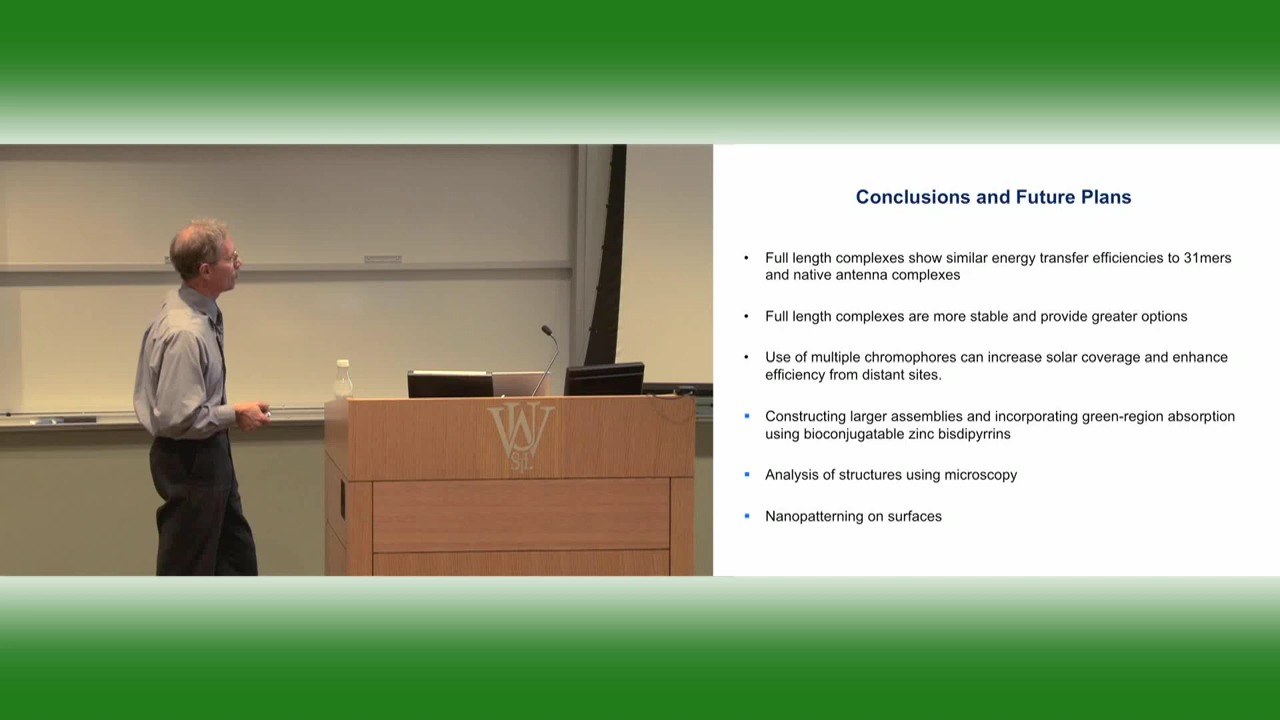 WU
StL
Conclusions and Future Plans
• Full length complexes show similar energy transfer efficiencies to 31mers
and native antenna complexes
• Full length complexes are more stable and provide greater options
• Use of multiple chromophores can increase solar coverage and enhance
efficiency from distant sites.
▪ Constructing larger assemblies and incorporating green-region absorption
using bioconjugatable zinc bisdipyrrins
▪ Analysis of structures using microscopy
▪ Nanopatterning on surfaces